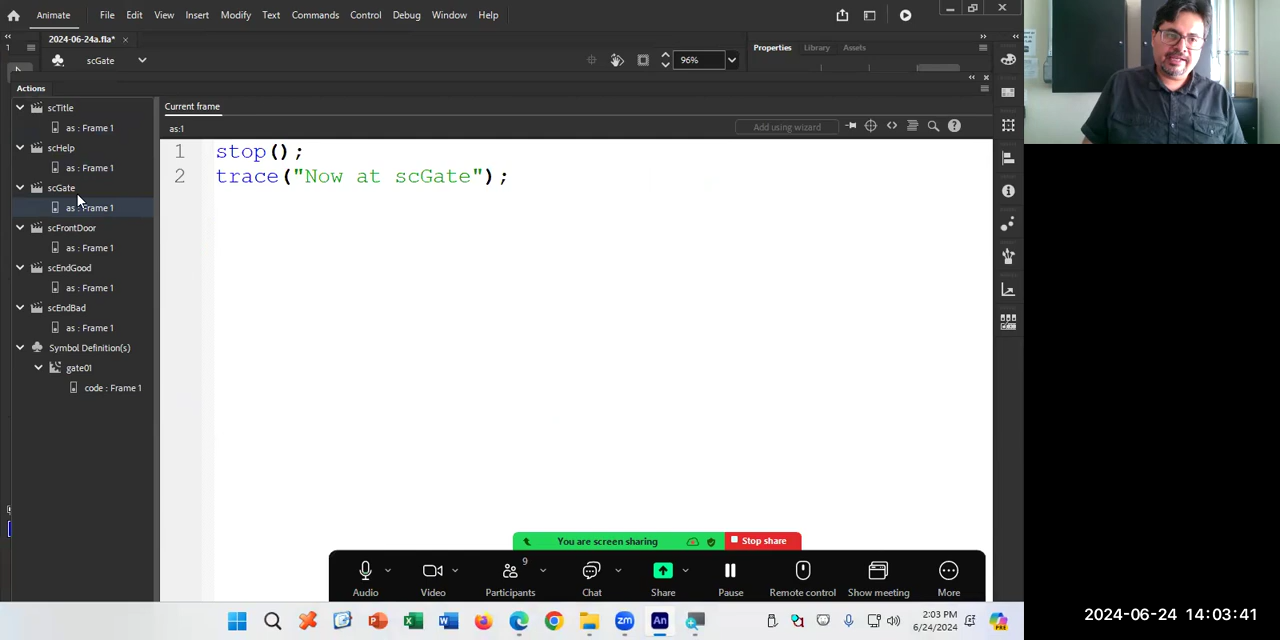 Animate File Edit View Insert Modify Text Commands Control Debug Window Help
2024-06-24a.fla*
1
scGate
96%
Properties Library Assets
Actions
scTitle
as : Frame 1
scHelp
as : Frame 1
scGate
as : Frame 1
scFrontDoor
as : Frame 1
scEndGood
as : Frame 1
scEndBad
as : Frame 1
Symbol Definition(s)
gate01
code : Frame 1
Current frame
as:1
Add using wizard
1 stop();
2 trace("Now at scGate");
You are screen sharing Stop share
9
Audio Video Participants Chat Share Pause Remote control Show meeting More
2:03 PM
6/24/2024
2024-06-24 14:03:41